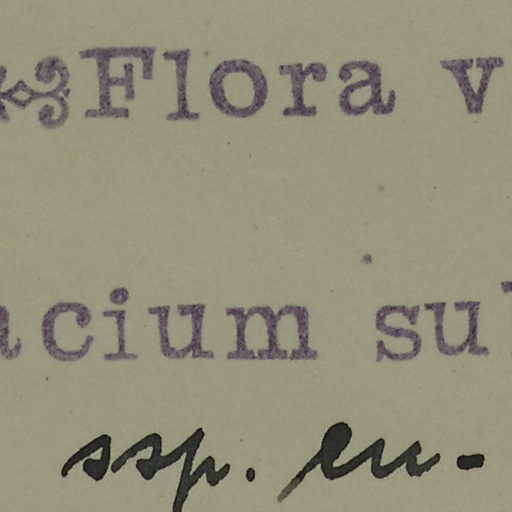 Flora v
acium su
ssp. eu-